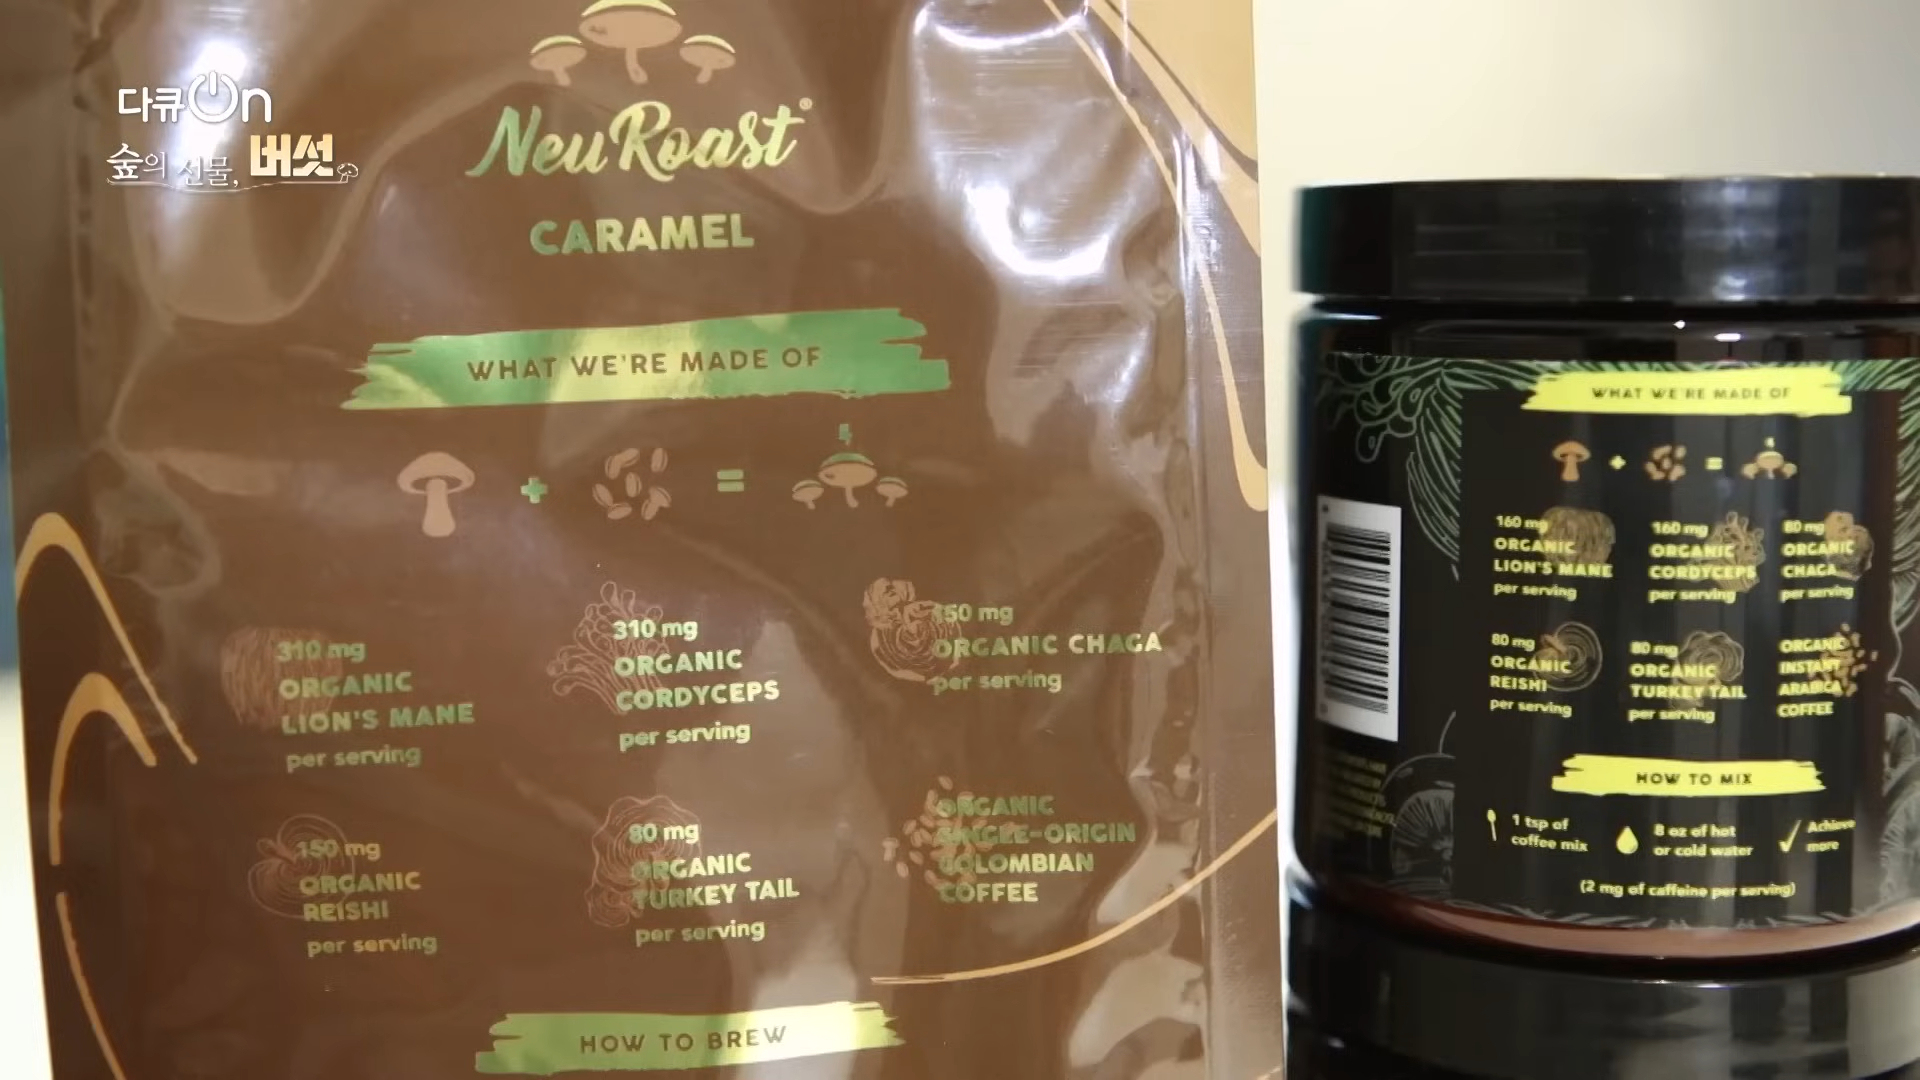 다큐On
숲의 선물, 버섯
NeuRoast®
CARAMEL
WHAT WE'RE MADE OF
310 mg
ORGANIC
LION'S MANE
per serving
310 mg
ORGANIC
CORDYCEPS
per serving
150 mg
ORGANIC CHAGA
per serving
150 mg
ORGANIC
REISHI
per serving
80 mg
ORGANIC
TURKEY TAIL
per serving
ORGANIC
SINGLE-ORIGIN
COLOMBIAN
COFFEE
HOW TO BREW
WHAT WE'RE MADE OF
160 mg
ORGANIC
LION'S MANE
per serving
160 mg
ORGANIC
CORDYCEPS
per serving
80 mg
ORGANIC
CHAGA
per serving
80 mg
ORGANIC
REISHI
per serving
80 mg
ORGANIC
TURKEY TAIL
per serving
ORGANIC
INSTANT
ARABICA
COFFEE
HOW TO MIX
1 tsp of
coffee mix
8 oz of hot
or cold water
Achieve
more
(2 mg of caffeine per serving)